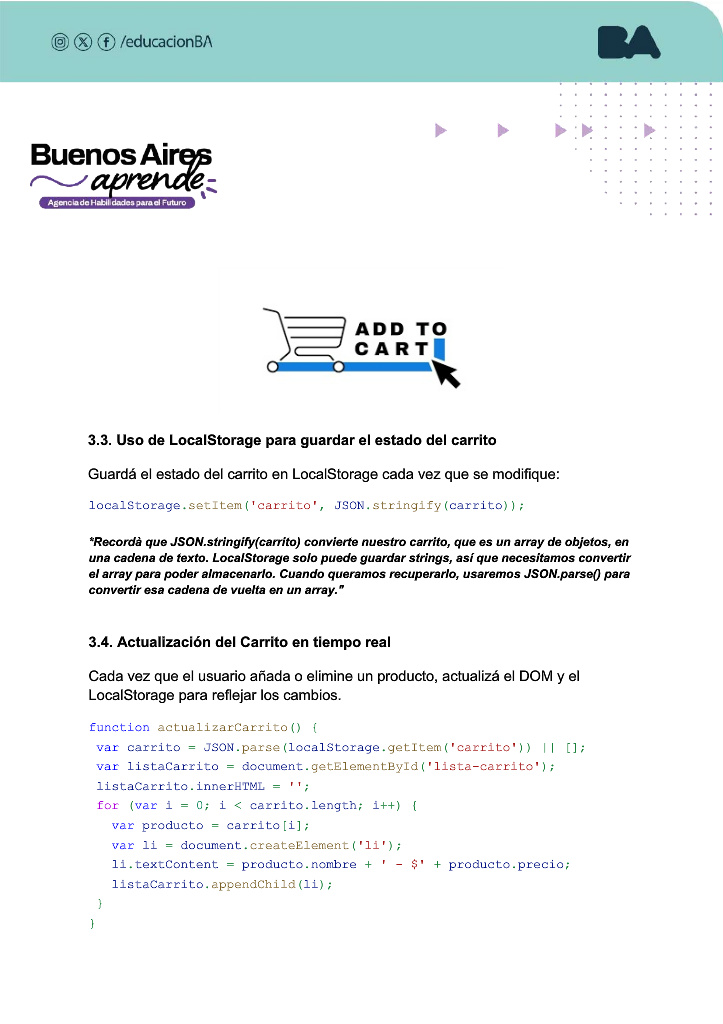 /educacionBA
BA
Buenos Aires
aprende
Agencia de Habilidades para el Futuro
ADD TO
CART
3.3. Uso de LocalStorage para guardar el estado del carrito
Guardá el estado del carrito en LocalStorage cada vez que se modifique:
localStorage.setItem('carrito', JSON.stringify(carrito));
*Recordà que JSON.stringify(carrito) convierte nuestro carrito, que es un array de objetos, en
una cadena de texto. LocalStorage solo puede guardar strings, así que necesitamos convertir
el array para poder almacenarlo. Cuando queramos recuperarlo, usaremos JSON.parse() para
convertir esa cadena de vuelta en un array."
3.4. Actualización del Carrito en tiempo real
Cada vez que el usuario añada o elimine un producto, actualizá el DOM y el
LocalStorage para reflejar los cambios.
function actualizarCarrito() {
 var carrito = JSON.parse(localStorage.getItem('carrito')) || [];
 var listaCarrito = document.getElementById('lista-carrito');
 listaCarrito.innerHTML = '';
 for (var i = 0; i < carrito.length; i++) {
   var producto = carrito[i];
   var li = document.createElement('li');
   li.textContent = producto.nombre + ' - $' + producto.precio;
   listaCarrito.appendChild(li);
 }
}